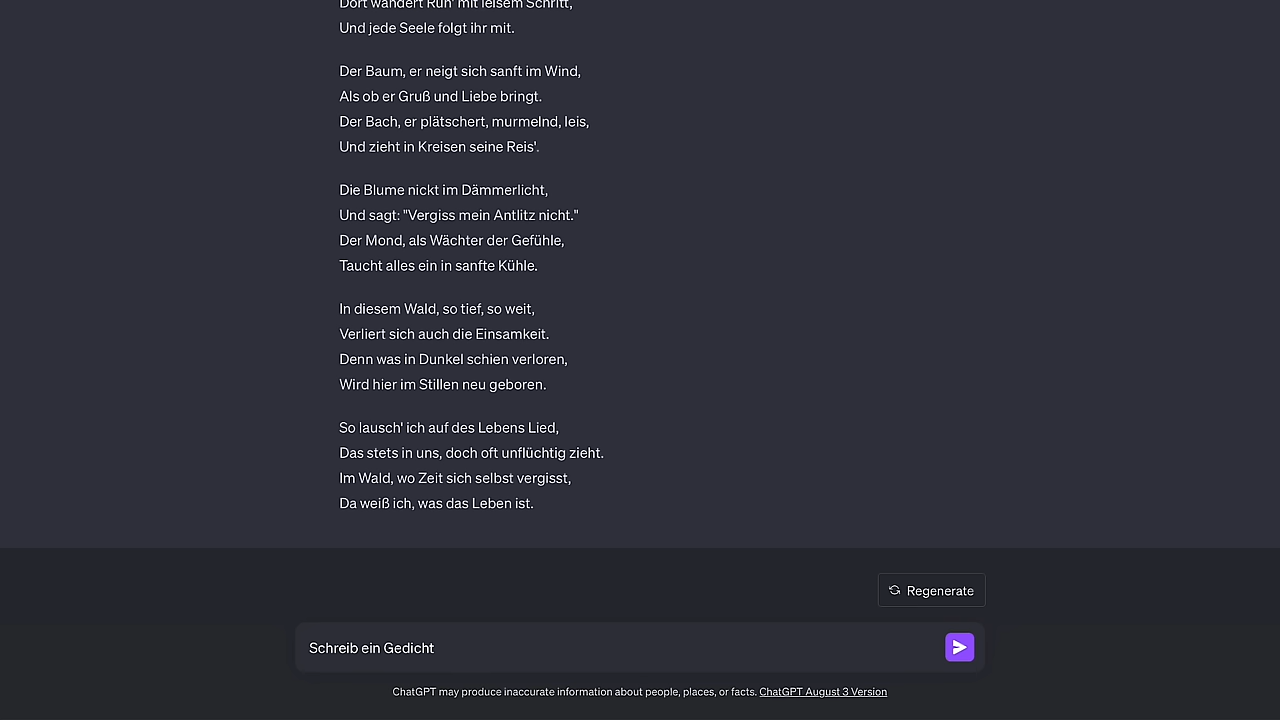 Dort wandert Ruh' mit leisem Schritt,
Und jede Seele folgt ihr mit.
Der Baum, er neigt sich sanft im Wind,
Als ob er Gruß und Liebe bringt.
Der Bach, er plätschert, murmelnd, leis,
Und zieht in Kreisen seine Reis'.
Die Blume nickt im Dämmerlicht,
Und sagt: "Vergiss mein Antlitz nicht."
Der Mond, als Wächter der Gefühle,
Taucht alles ein in sanfte Kühle.
In diesem Wald, so tief, so weit,
Verliert sich auch die Einsamkeit.
Denn was in Dunkel schien verloren,
Wird hier im Stillen neu geboren.
So lausch' ich auf des Lebens Lied,
Das stets in uns, doch oft unflüchtig zieht.
Im Wald, wo Zeit sich selbst vergisst,
Da weiß ich, was das Leben ist.
Regenerate
Schreib ein Gedicht
ChatGPT may produce inaccurate information about people, places, or facts. ChatGPT August 3 Version